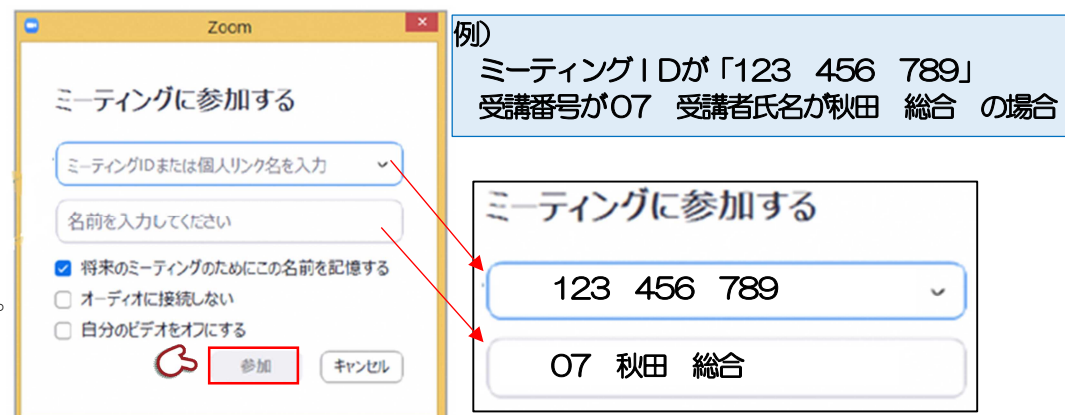 Zoom
ミーティングに参加する
ミーティングIDまたは個人リンク名を入力
名前を入力してください
将来のミーティングのためにこの名前を記憶する
オーディオに接続しない
自分のビデオをオフにする
参加 キャンセル
。
例）
ミーティングＩDが「123　456　789」
受講番号が07　受講者氏名が秋田　総合　の場合
ミーティングに参加する
123　456　789
07　秋田　総合